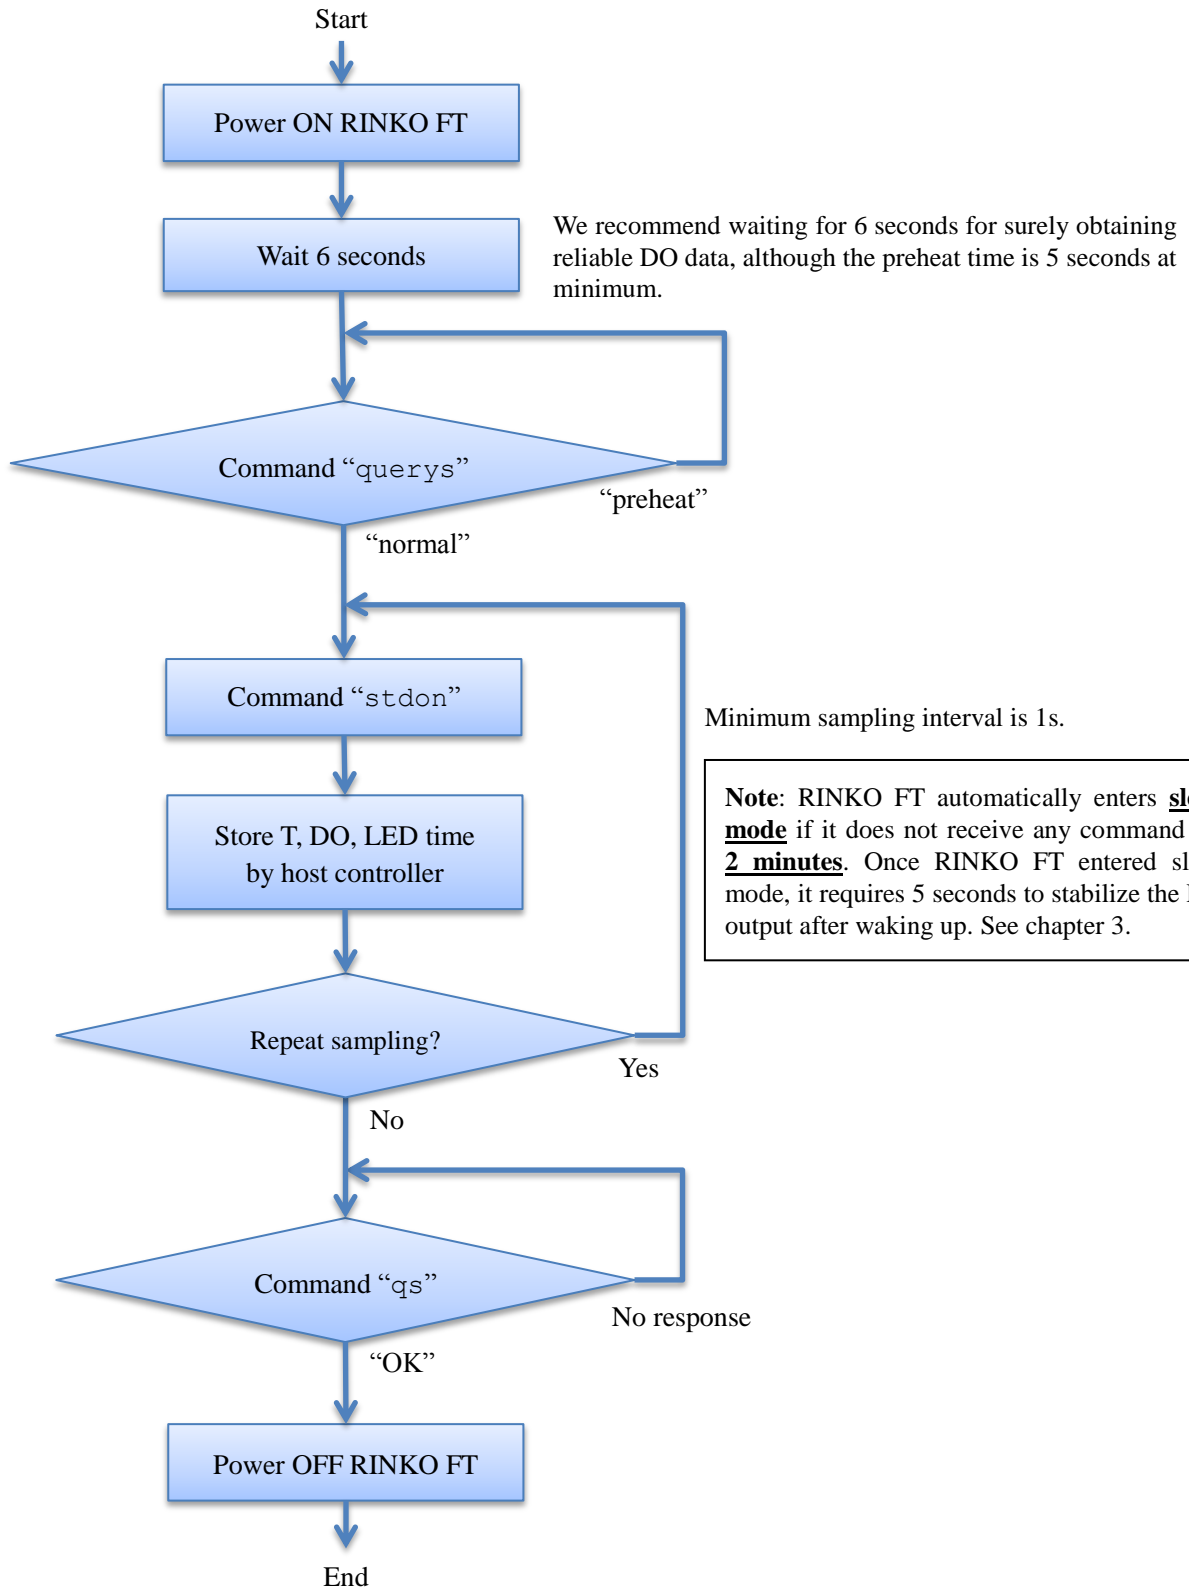 Start
Power ON RINKO FT
Wait 6 seconds
We recommend waiting for 6 seconds for surely obtaining
reliable DO data, although the preheat time is 5 seconds at
minimum.
Command “querys”
“preheat”
“normal”
Command “stdon”
Minimum sampling interval is 1s.
Store T, DO, LED time
by host controller
Note: RINKO FT automatically enters
mode if it does not receive any command
2 minutes. Once RINKO FT entered
mode, it requires 5 seconds to stabilize the
output after waking up. See chapter 3.
Repeat sampling?
Yes
No
Command “qs”
No response
“OK”
Power OFF RINKO FT
End